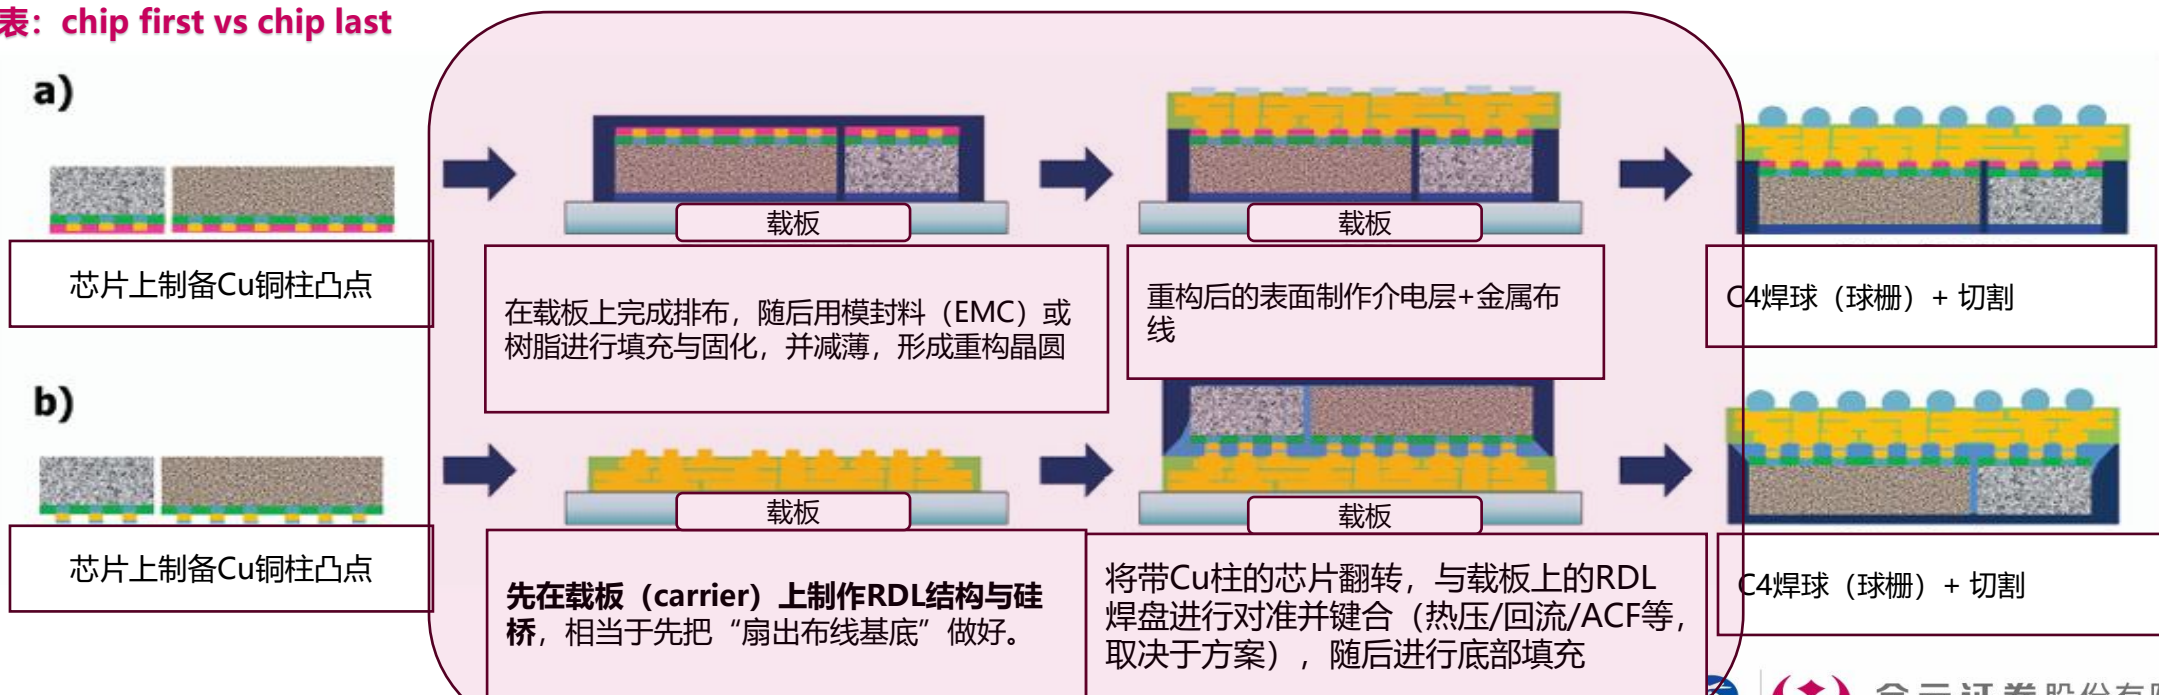 表：chip first vs chip last
a)
载板
载板
芯片上制备Cu铜柱凸点
在载板上完成排布，随后用模封料（EMC）或
树脂进行填充与固化，并减薄，形成重构晶圆
重构后的表面制作介电层+金属布
线
C4焊球（球栅）+ 切割
b)
载板
载板
芯片上制备Cu铜柱凸点
先在载板（carrier）上制作RDL结构与硅
桥，相当于先把“扇出布线基底”做好。
将带Cu柱的芯片翻转，与载板上的RDL
焊盘进行对准并键合（热压/回流/ACF等，
取决于方案），随后进行底部填充
C4焊球（球栅）+ 切割